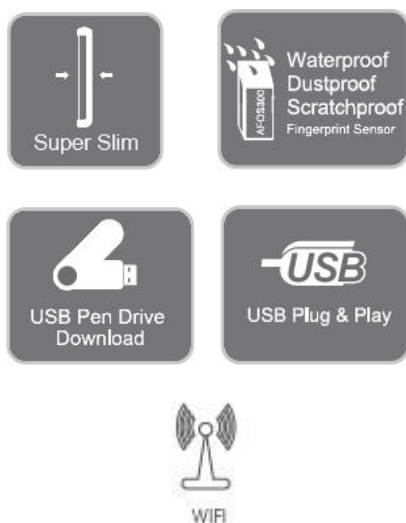 Super Slim
AFOS300
Waterproof
Dustproof
Scratchproof
Fingerprint Sensor
USB Pen Drive
Download
USB
USB Plug & Play
WIFI